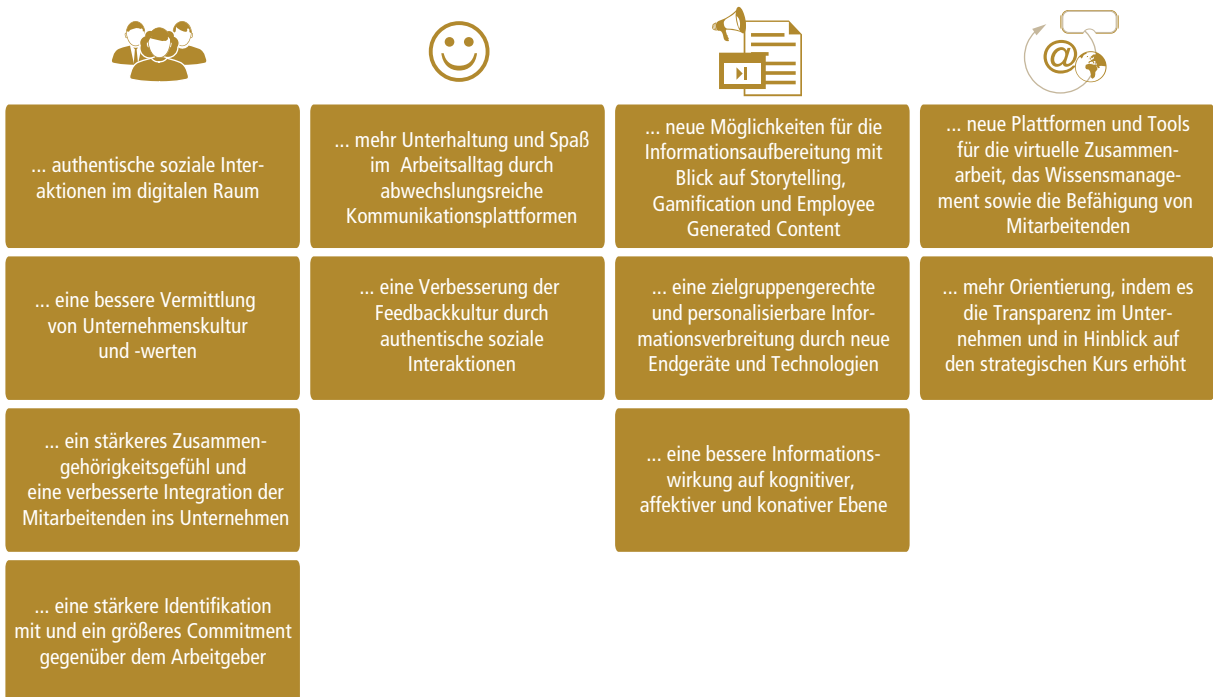 ... authentische soziale Inter-
aktionen im digitalen Raum
... eine bessere Vermittlung
von Unternehmenskultur
und -werten
... ein stärkeres Zusammen-
gehörigkeitsgefühl und
eine verbesserte Integration der
Mitarbeitenden ins Unternehmen
... eine stärkere Identifikation
mit und ein größeres Commitment
gegenüber dem Arbeitgeber
... mehr Unterhaltung und Spaß
im Arbeitsalltag durch
abwechslungsreiche
Kommunikationsplattformen
... eine Verbesserung der
Feedbackkultur durch
authentische soziale
Interaktionen
... neue Möglichkeiten für die
Informationsaufbereitung mit
Blick auf Storytelling,
Gamification und Employee
Generated Content
... eine zielgruppengerechte
und personalisierbare Infor-
mationsverbreitung durch neue
Endgeräte und Technologien
... eine bessere Informations-
wirkung auf kognitiver,
affektiver und konativer Ebene
@
... neue Plattformen und Tools
für die virtuelle Zusammen-
arbeit, das Wissensmanage-
ment sowie die Befähigung von
Mitarbeitenden
... mehr Orientierung, indem es
die Transparenz im Unter-
nehmen und in Hinblick auf
den strategischen Kurs erhöht